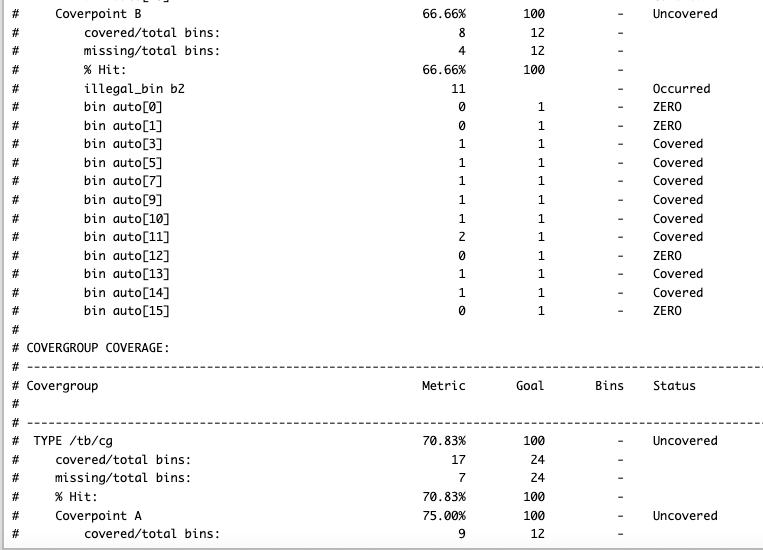 #     Coverpoint B                                       66.66%        100          -    Uncovered
#         covered/total bins:                                 8         12          -
#         missing/total bins:                                 4         12          -
#         % Hit:                                         66.66%        100          -
#         illegal_bin b2                                     11                     -    Occurred
#         bin auto[0]                                         0          1          -    ZERO
#         bin auto[1]                                         0          1          -    ZERO
#         bin auto[3]                                         1          1          -    Covered
#         bin auto[5]                                         1          1          -    Covered
#         bin auto[7]                                         1          1          -    Covered
#         bin auto[9]                                         1          1          -    Covered
#         bin auto[10]                                        1          1          -    Covered
#         bin auto[11]                                        2          1          -    Covered
#         bin auto[12]                                        0          1          -    ZERO
#         bin auto[13]                                        1          1          -    Covered
#         bin auto[14]                                        1          1          -    Covered
#         bin auto[15]                                        0          1          -    ZERO
#
# COVERGROUP COVERAGE:
# ------------------------------------------------------------------------------------------------------
# Covergroup                                             Metric       Goal       Bins    Status
#
# ------------------------------------------------------------------------------------------------------
#  TYPE /tb/cg                                           70.83%        100          -    Uncovered
#     covered/total bins:                                    17         24          -
#     missing/total bins:                                     7         24          -
#     % Hit:                                             70.83%        100          -
#     Coverpoint A                                       75.00%        100          -    Uncovered
#         covered/total bins:                                 9         12          -